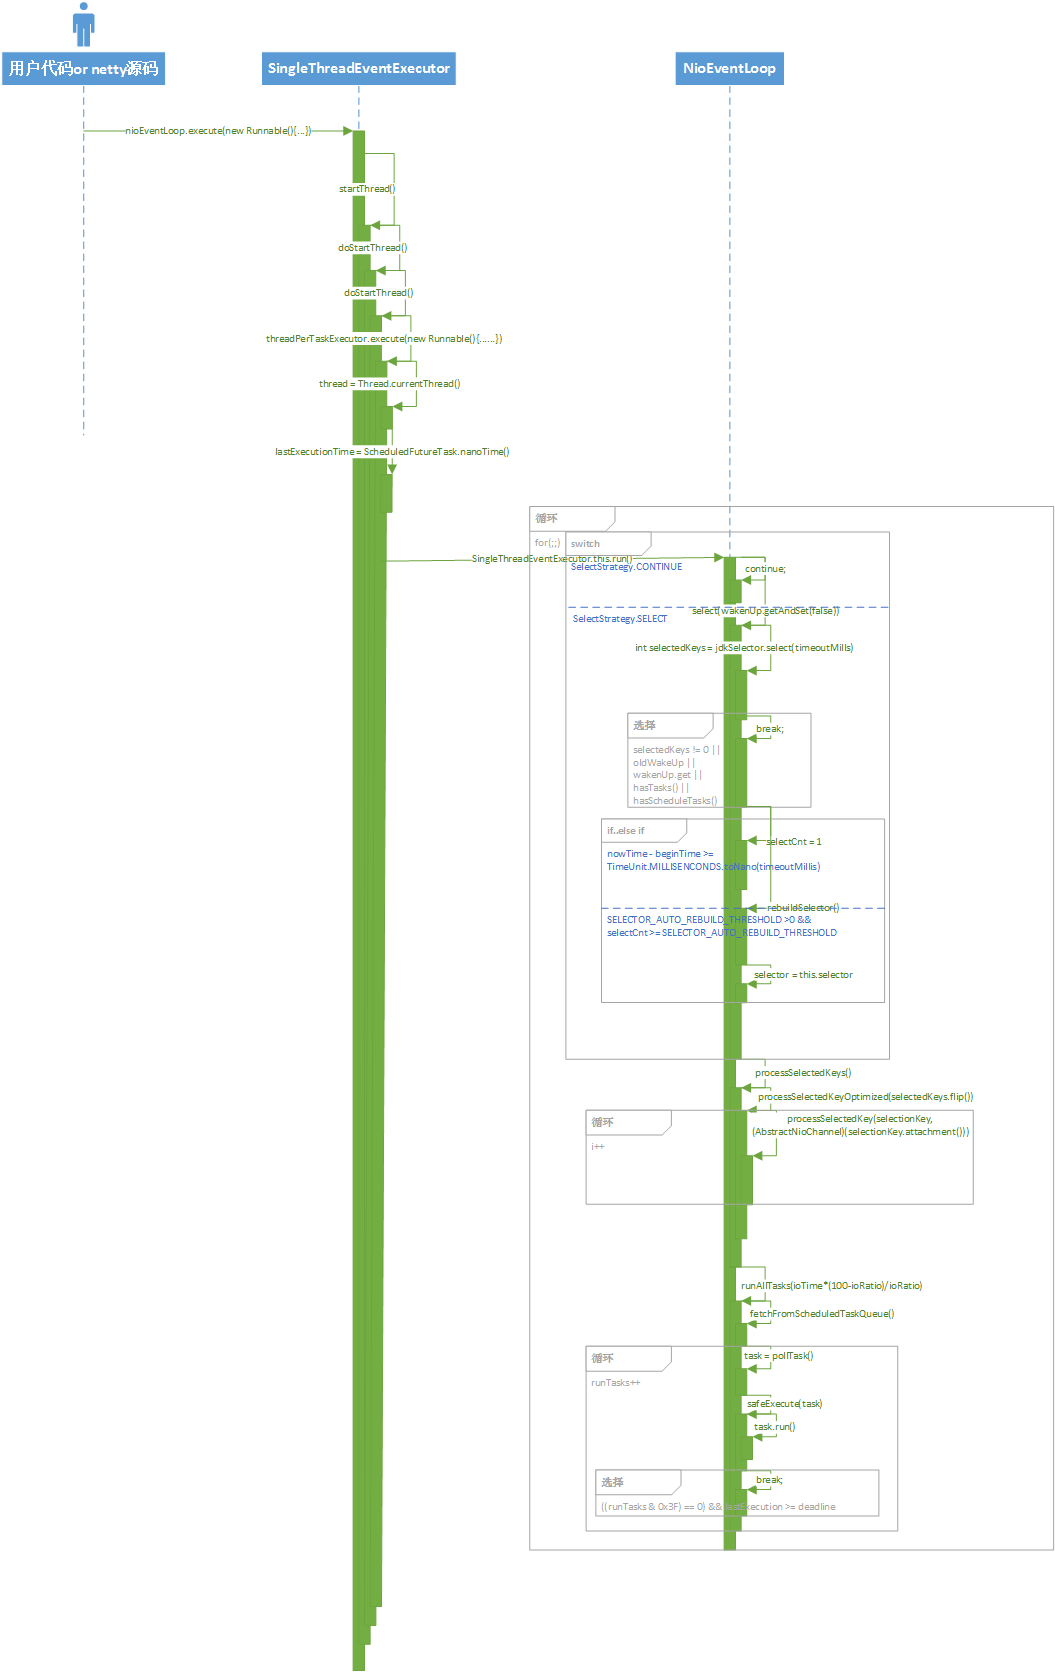 用户代码or netty源码
SingleThreadEventExecutor
NioEventLoop
nioEventLoop.execute(new Runnable(){...})
startThread()
doStartThread()
doStartThread()
threadPerTaskExecutor.execute(new Runnable(){......})
thread = Thread.currentThread()
lastExecutionTime = ScheduledFutureTask.nanoTime()
循环
for(;;)
switch
SingleThreadEventExecutor.this.run()
SelectStrategy.CONTINUE
continue;
select(wakenUp.getAndSet(false))
SelectStrategy.SELECT
int selectedKeys = jdkSelector.select(timeoutMills)
选择
break;
selectedKeys != 0 ||
oldWakeUp ||
wakenUp.get ||
hasTasks() ||
hasScheduleTasks()
if..else if
selectCnt = 1
nowTime - beginTime >=
TimeUnit.MILLISENCONDS.toNano(timeoutMillis)
rebuildSelector()
SELECTOR_AUTO_REBUILD_THRESHOLD >0 &&
selectCnt >= SELECTOR_AUTO_REBUILD_THRESHOLD
selector = this.selector
processSelectedKeys()
processSelectedKeyOptimized(selectedKeys.flip())
循环
processSelectedKey(selectionKey,
(AbstractNioChannel)(selectionKey.attachment()))
i++
runAllTasks(ioTime*(100-ioRatio)/ioRatio)
fetchFromScheduledTaskQueue()
循环
task = pollTask()
runTasks++
safeExecute(task)
task.run()
选择
break;
((runTasks & 0x3F) == 0) && lastExecution >= deadline